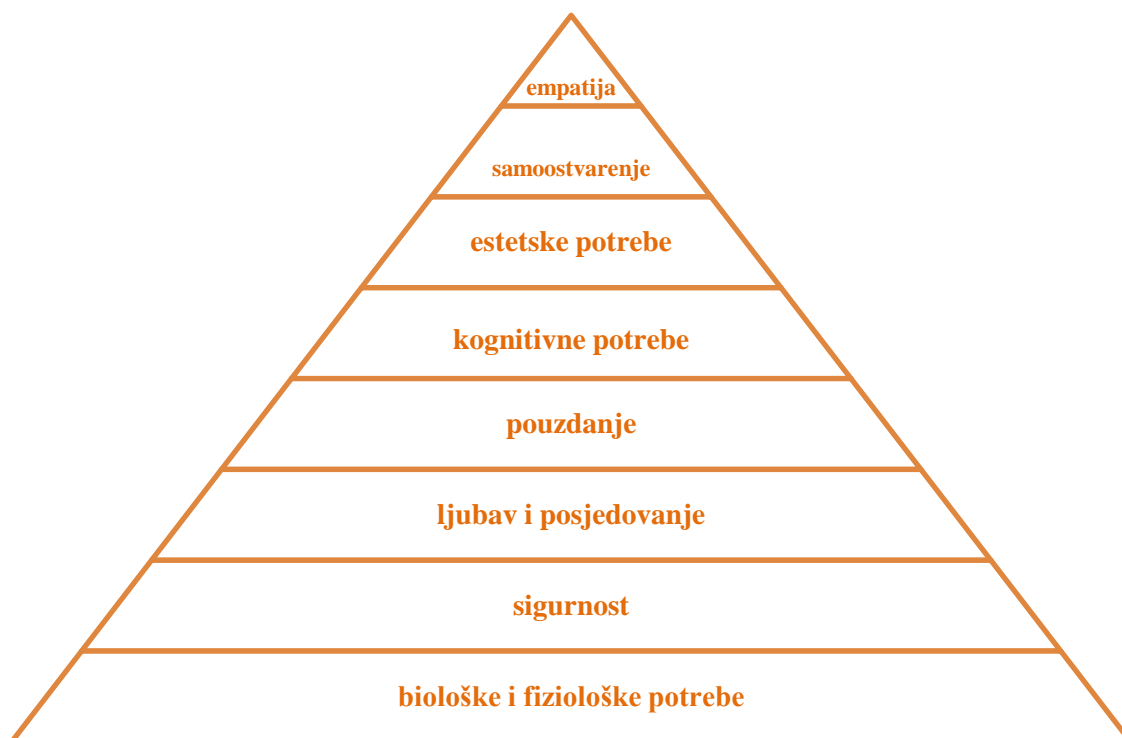 empatija
samoostvarenje
estetske potrebe
kognitivne potrebe
pouzdanje
ljubav i posjedovanje
sigurnost
biološke i fiziološke potrebe